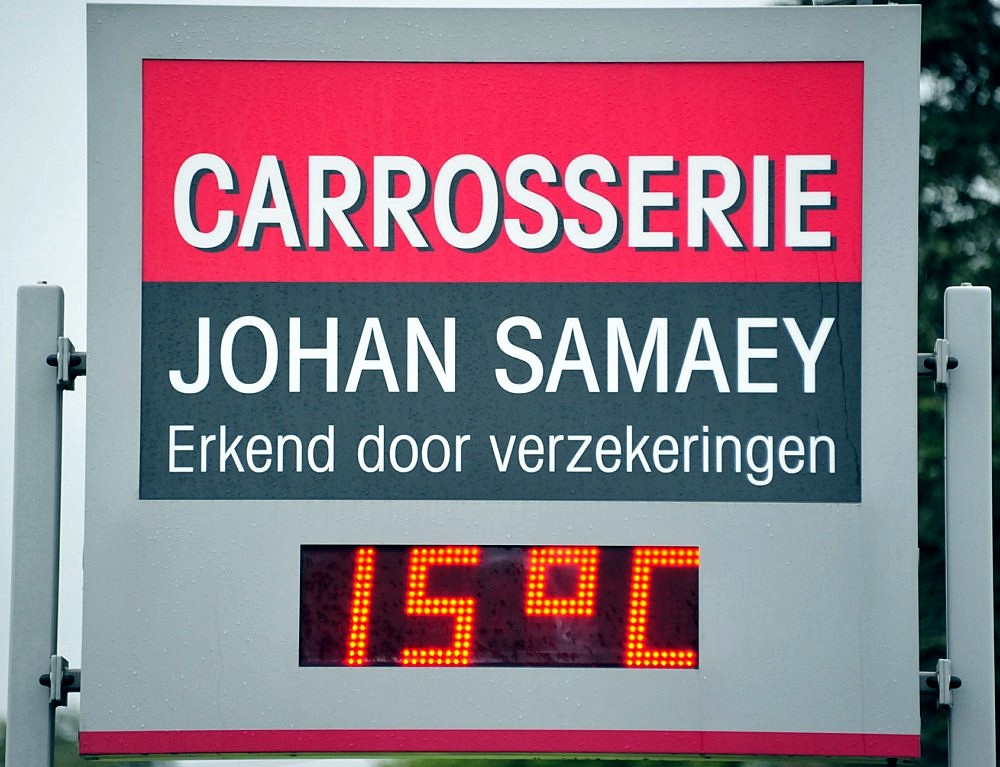 CARROSSERIE
JOHAN SAMAEY
Erkend door verzekeringen
15°C